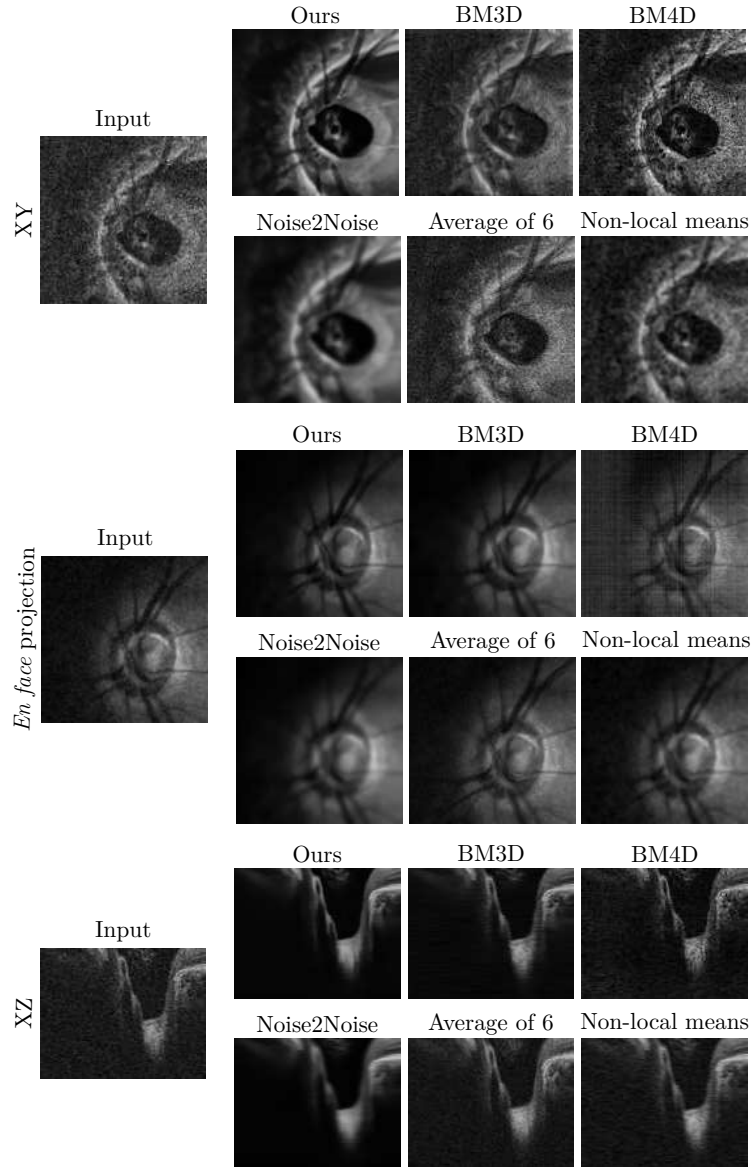 Ours BM3D BM4D
Input
XY
Noise2Noise Average of 6 Non-local means
Ours BM3D BM4D
Input
En face projection
Noise2Noise Average of 6 Non-local means
Ours BM3D BM4D
Input
XZ
Noise2Noise Average of 6 Non-local means